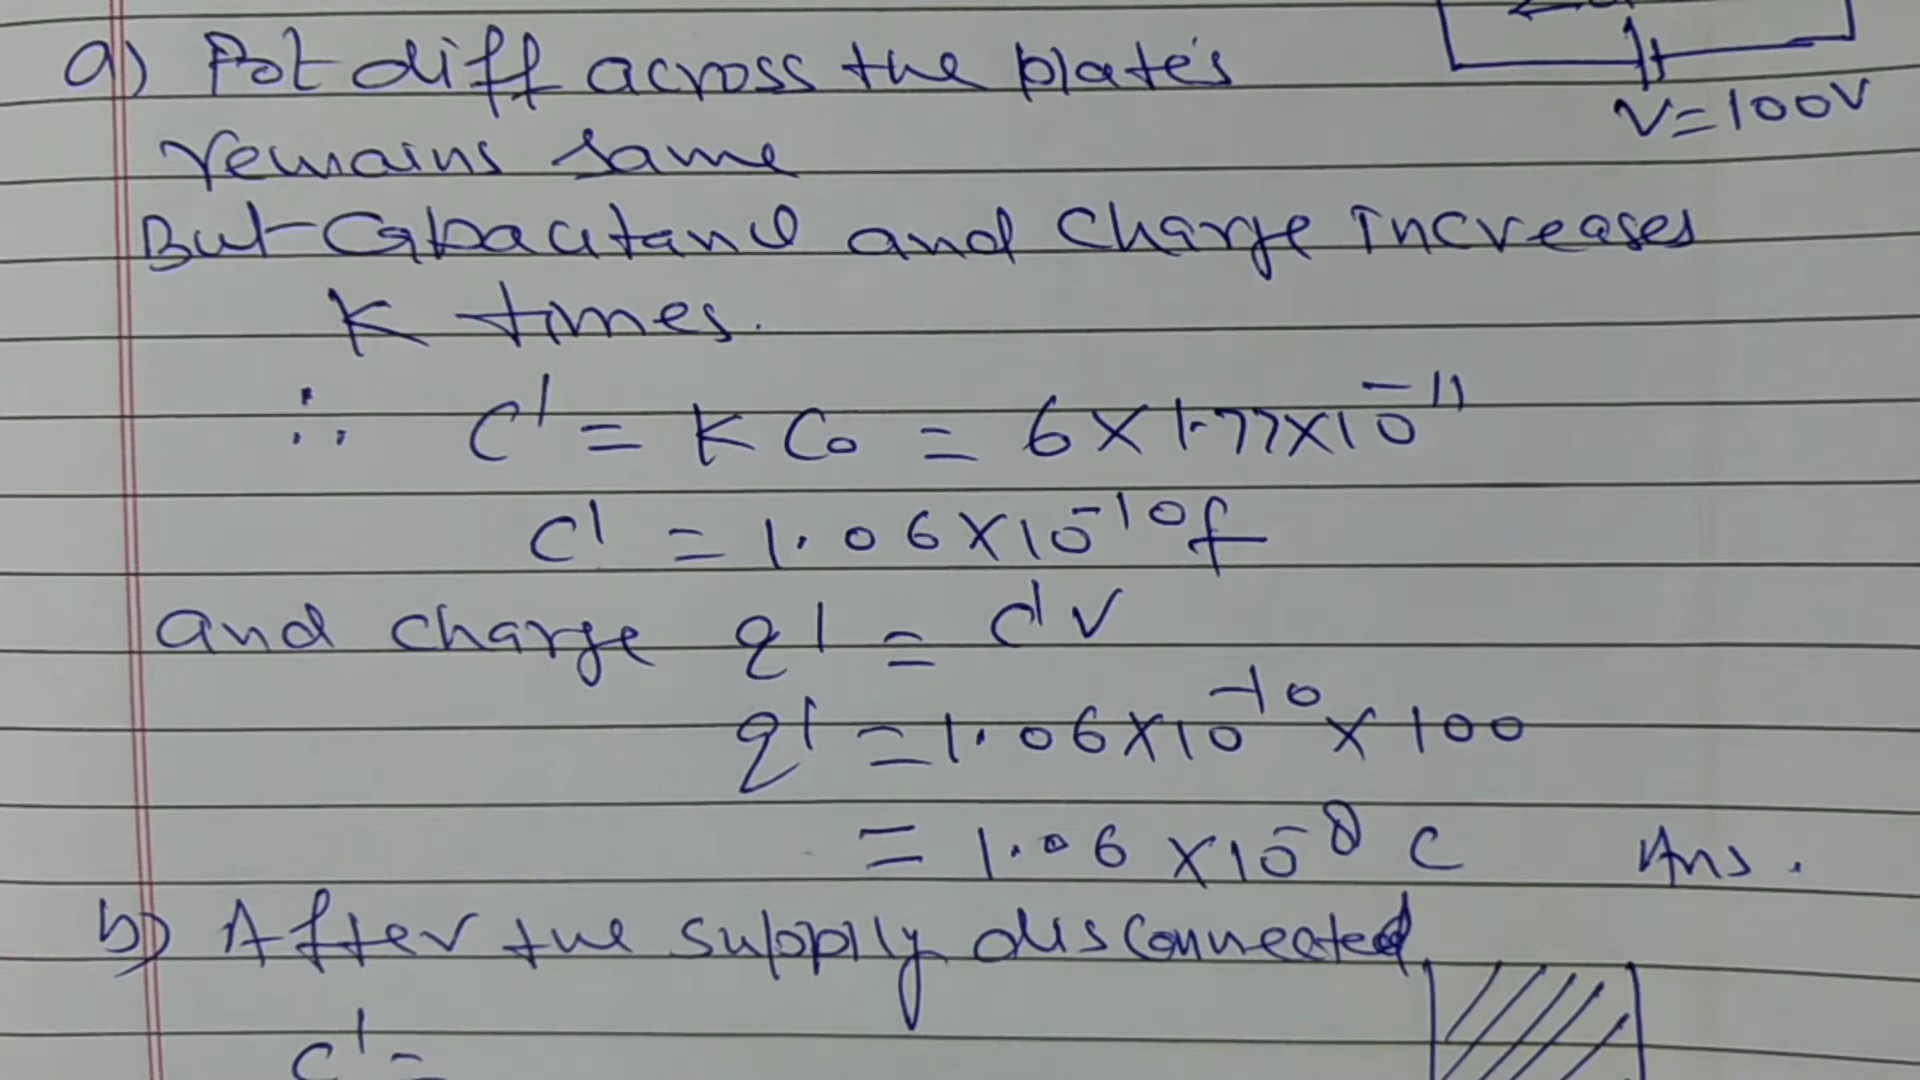 a) Pot diff across the plates
V=100V
remains same
But Capacitance and Charge increases
K times.
∴ C' = K C₀ = 6×1.77×10⁻¹¹
C' = 1.06×10⁻¹⁰ f
and charge q' = C'V
q' = 1.06×10⁻¹⁰ × 100
= 1.06 ×10⁻⁸ C Ans.
b) After the supply disconnected
C' =